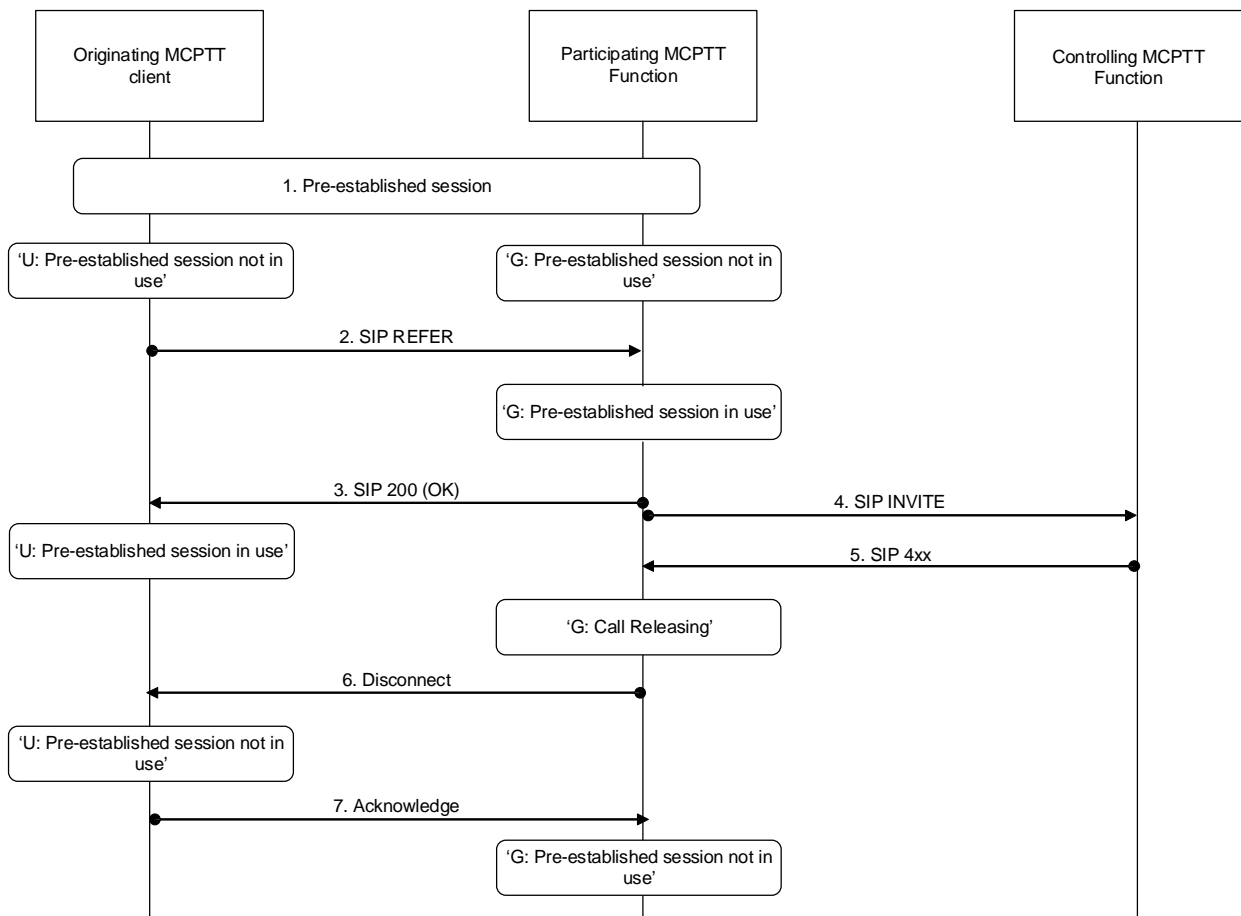 Originating MCPTT
client
Participating MCPTT
Function
Controlling MCPTT
Function
1. Pre-established session
‘U: Pre-established session not in
use’
‘G: Pre-established session not in
use’
2. SIP REFER
‘G: Pre-established session in use’
3. SIP 200 (OK)
4. SIP INVITE
‘U: Pre-established session in use’
5. SIP 4xx
‘G: Call Releasing’
6. Disconnect
‘U: Pre-established session not in
use’
7. Acknowledge
‘G: Pre-established session not in
use’